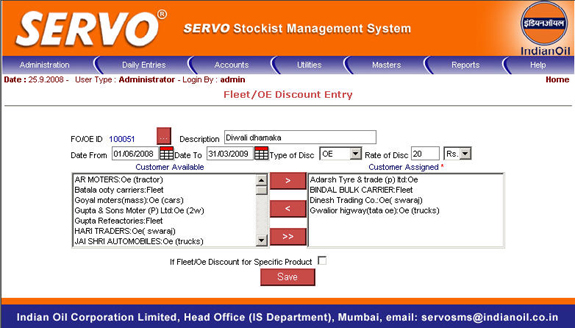 SERVO®
SERVO Stockist Management System
इंडियनऑयल
IndianOil
Administration Daily Entries Accounts Utilities Masters Reports Help
Date : 25.9.2008 - User Type : Administrator - Login By : admin Home
Fleet/OE Discount Entry
FO/OE ID 100051 ... Description Diwali dhamaka
Date From 01/06/2008 Date To 31/03/2009 Type of Disc OE Rate of Disc 20 Rs.
Customer Available Customer Assigned *
AR MOTERS:Oe (tractor)
Batala ooty carriers:Fleet
Goyal moters(mass):Oe (cars)
Gupta & Sons Moter (P) Ltd:Oe (2w)
Gupta Refeactories:Fleet
HARI TRADERS:Oe ( swaraj)
JAI SHRI AUTOMOBILES:Oe (trucks)
>
<
>>
Adarsh Tyre & trade (p) ltd:Oe
BINDAL BULK CARRIER:Fleet
Dinesh Trading Co.:Oe( swaraj)
Gwalior higway(tata oe):Oe (trucks)
If Fleet/Oe Discount for Specific Product
Save
Indian Oil Corporation Limited, Head Office (IS Department), Mumbai, email: servosms@indianoil.co.in